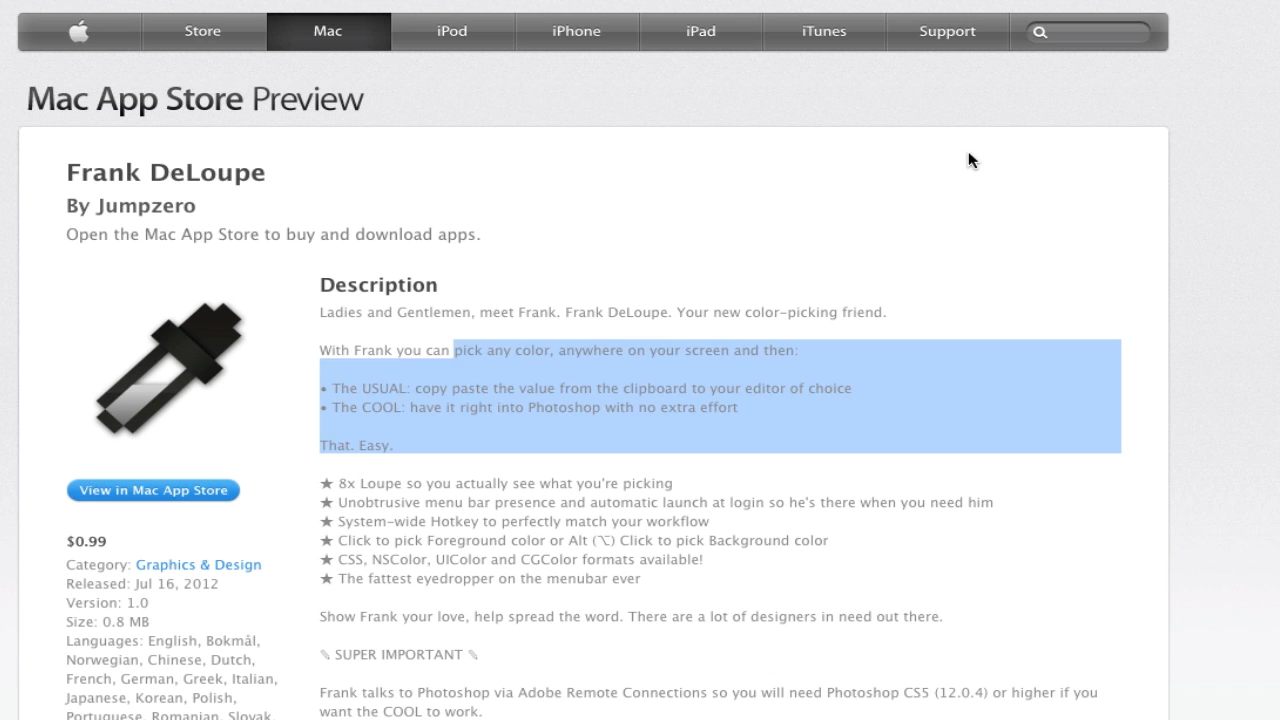 Store Mac iPod iPhone iPad iTunes Support
Mac App Store Preview
Frank DeLoupe
By Jumpzero
Open the Mac App Store to buy and download apps.
Description
Ladies and Gentlemen, meet Frank. Frank DeLoupe. Your new color-picking friend.
With Frank you can pick any color, anywhere on your screen and then:
• The USUAL: copy paste the value from the clipboard to your editor of choice
• The COOL: have it right into Photoshop with no extra effort
That. Easy.
★ 8x Loupe so you actually see what you're picking
★ Unobtrusive menu bar presence and automatic launch at login so he's there when you need him
★ System-wide Hotkey to perfectly match your workflow
★ Click to pick Foreground color or Alt (⌥) Click to pick Background color
★ CSS, NSColor, UIColor and CGColor formats available!
★ The fattest eyedropper on the menubar ever
Show Frank your love, help spread the word. There are a lot of designers in need out there.
✎ SUPER IMPORTANT ✎
Frank talks to Photoshop via Adobe Remote Connections so you will need Photoshop CS5 (12.0.4) or higher if you
want the COOL to work.
View in Mac App Store
$0.99
Category: Graphics & Design
Released: Jul 16, 2012
Version: 1.0
Size: 0.8 MB
Languages: English, Bokmål,
Norwegian, Chinese, Dutch,
French, German, Greek, Italian,
Japanese, Korean, Polish,
Portuguese, Romanian, Slovak,